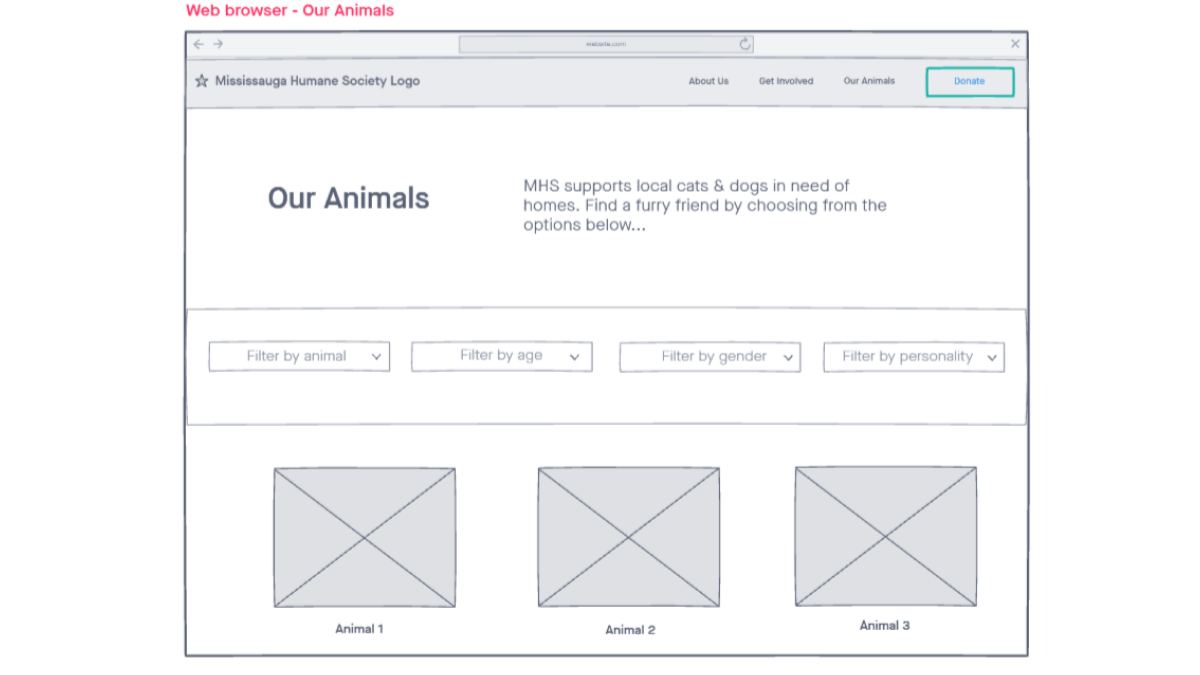 Web browser - Our Animals
website.com
Mississauga Humane Society Logo
About Us
Get Involved
Our Animals
Donate
Our Animals
MHS supports local cats & dogs in need of
homes. Find a furry friend by choosing from the
options below...
Filter by animal
Filter by age
Filter by gender
Filter by personality
Animal 1
Animal 2
Animal 3